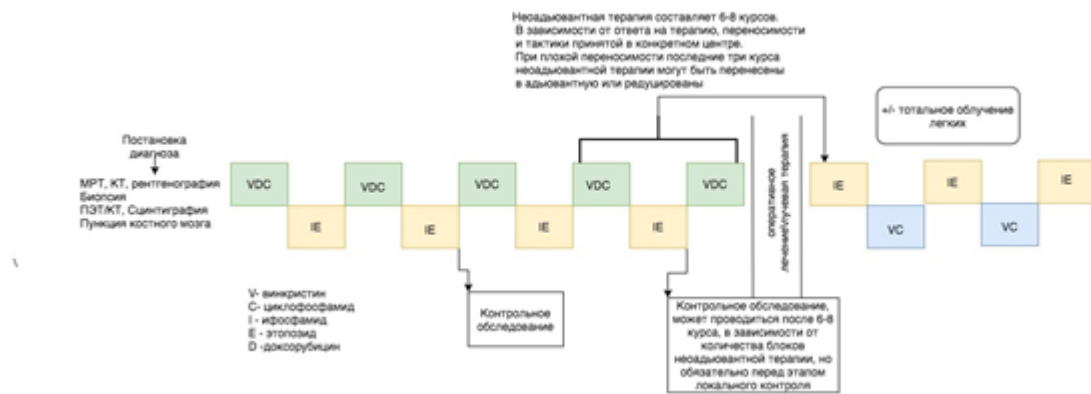 Неоадьювантная терапия составляет 6-8 курсов.
В зависимости от ответа на терапию, переносимости
и тактики принятой в конкретном центре.
При плохой переносимости последние три курса
неоадьювантной терапии могут быть перенесены
в адьювантную или редуцированы
+/- тотальное облучение
легких
Постановка
диагноза
МРТ, КТ, рентгенография
Биопсия
ПЭТ/КТ, Сцинтиграфия
Пункция костного мозга
VDC
VDC
VDC
VDC
VDC
IE
IE
IE
IE
оперативное
лечение\лучевая терапия
IE
IE
IE
VC
VC
V- винкристин
C- циклофосфамид
I - ифосфамид
E - этопозид
D -доксорубицин
Контрольное
обследование
Контрольное обследование,
может проводиться после 6-8
курса, в зависимости от
количества блоков
неоадьювантной терапии, но
обязательно перед этапом
локального контроля